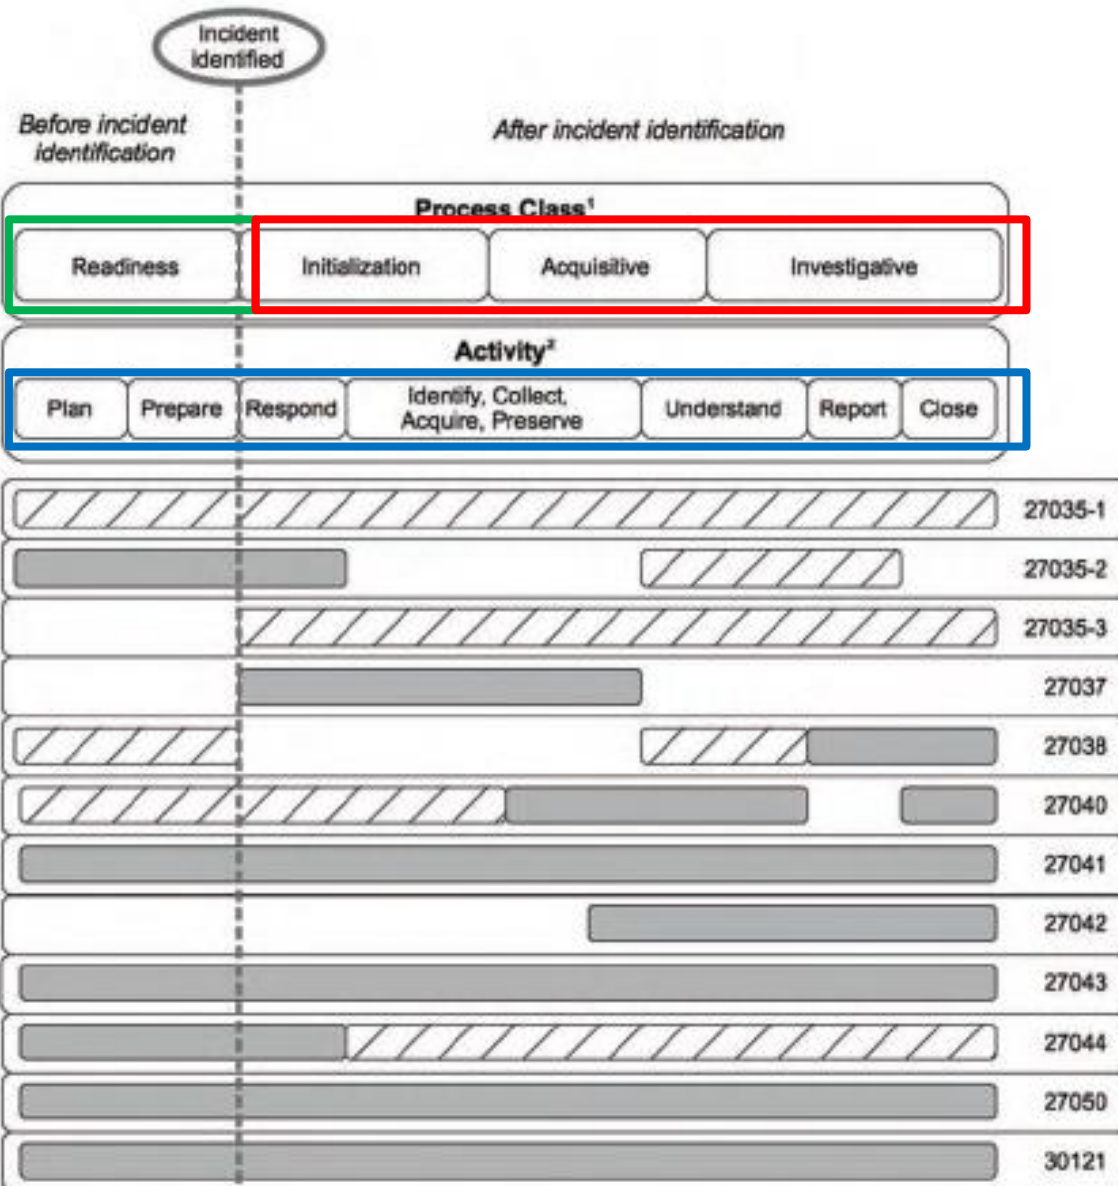 Incident
Identified
Before incident
identification
After incident identification
Process Class¹
Readiness
Initialization
Acquisitive
Investigative
Activity²
Plan
Prepare
Respond
Identify, Collect,
Acquire, Preserve
Understand
Report
Close
27035-1
27035-2
27035-3
27037
27038
27040
27041
27042
27043
27044
27050
30121